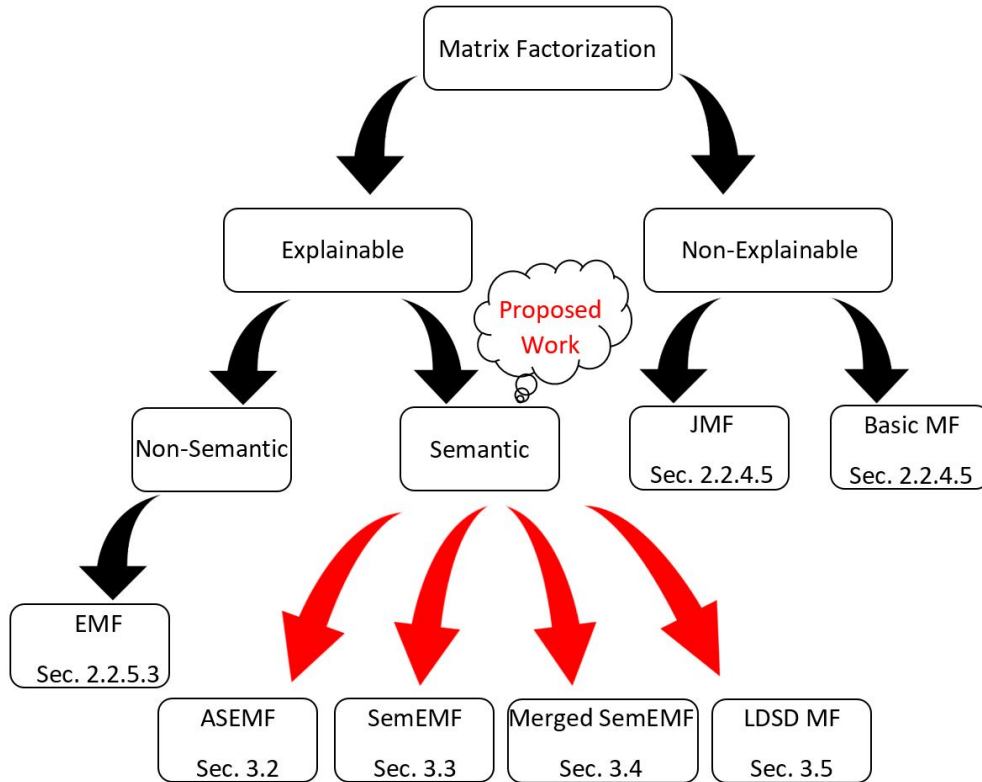 Matrix Factorization
Explainable
Non-Explainable
Proposed
Work
Non-Semantic
Semantic
JMF
Sec. 2.2.4.5
Basic MF
Sec. 2.2.4.5
EMF
Sec. 2.2.5.3
ASEMF
Sec. 3.2
SemEMF
Sec. 3.3
Merged SemEMF
Sec. 3.4
LDSD MF
Sec. 3.5